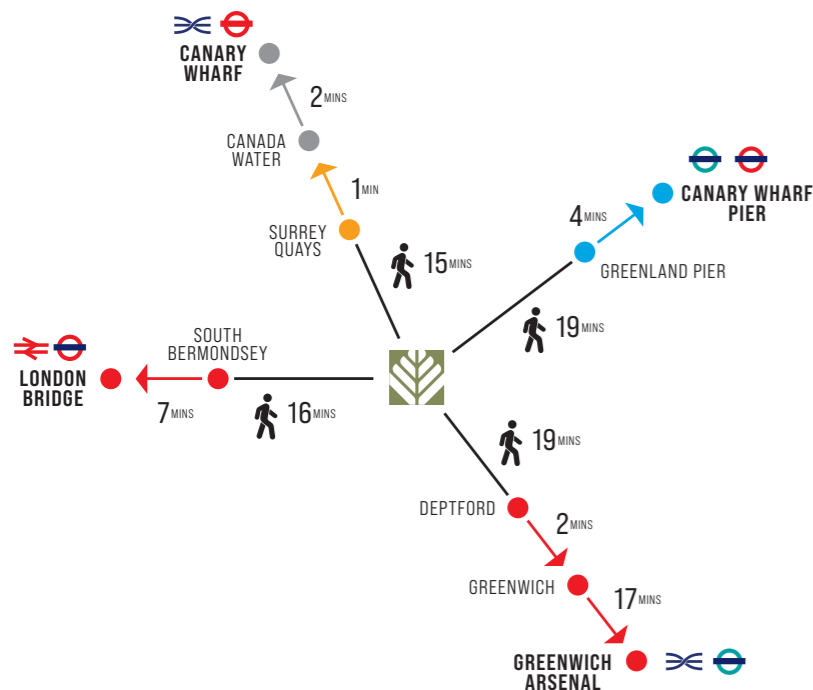 CANARY
WHARF
2 MINS
CANADA
WATER
1 MIN
SURREY
QUAYS
15 MINS
CANARY WHARF
PIER
4 MINS
GREENLAND PIER
19 MINS
SOUTH
BERMONDSEY
LONDON
BRIDGE
7 MINS
16 MINS
19 MINS
DEPTFORD
2 MINS
GREENWICH
17 MINS
GREENWICH
ARSENAL